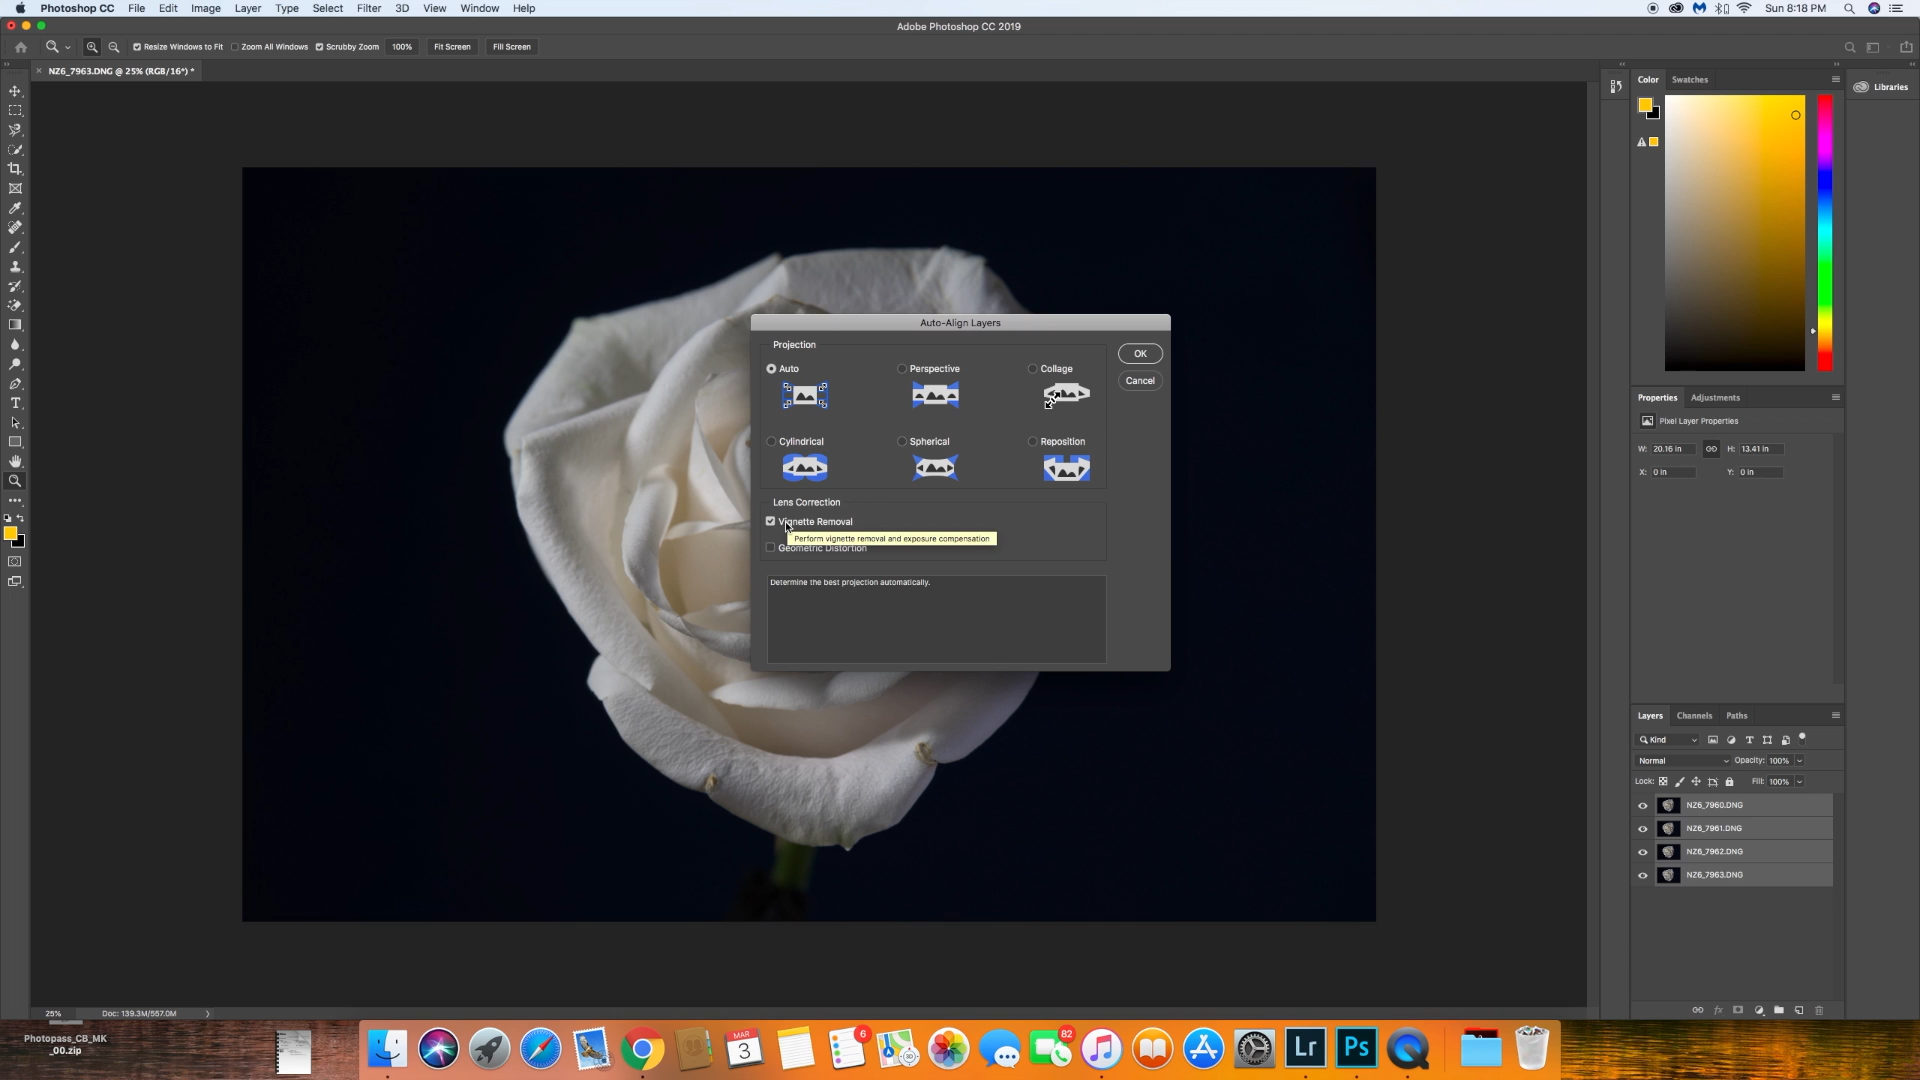 Photoshop CC File Edit Image Layer Type Select Filter 3D View Window Help Sun 8:18 PM
Adobe Photoshop CC 2019
Resize Windows to Fit Zoom All Windows Scrubby Zoom 100% Fit Screen Fill Screen
NZ6_7963.DNG @ 25% (RGB/16*) *
Color Swatches
Libraries
Auto-Align Layers
Projection
OK
Auto Perspective Collage
Cancel
Cylindrical Spherical Reposition
Lens Correction
Vignette Removal
Perform vignette removal and exposure compensation
Geometric Distortion
Determine the best projection automatically.
Properties Adjustments
Pixel Layer Properties
W: 20.16 in H: 13.41 in
X: 0 in Y: 0 in
Layers Channels Paths
Kind
Normal Opacity: 100%
Lock: Fill: 100%
NZ6_7960.DNG
NZ6_7961.DNG
NZ6_7962.DNG
NZ6_7963.DNG
fx
25% Doc: 139.3M/557.0M
Photopass_CB_MK
_00.zip
MAR
3
6
3D
82
Lr
Ps